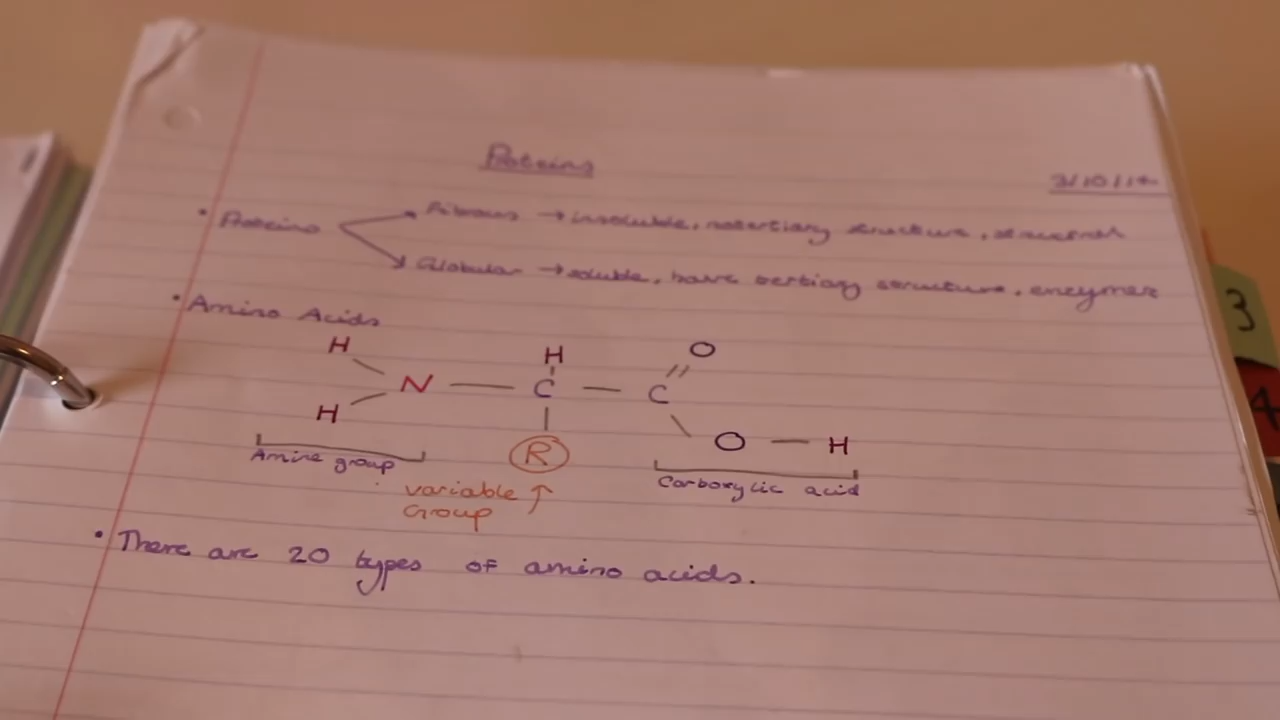 Proteins
3/10/14
• Proteins Fibrous → insoluble, no tertiary structure, structural
Globular → soluble, have tertiary structure, enzymes
• Amino Acids
H H O
N — C — C
H R O — H
Amine group Carboxylic acid
variable ↑
Group
• There are 20 types of amino acids.
3
4